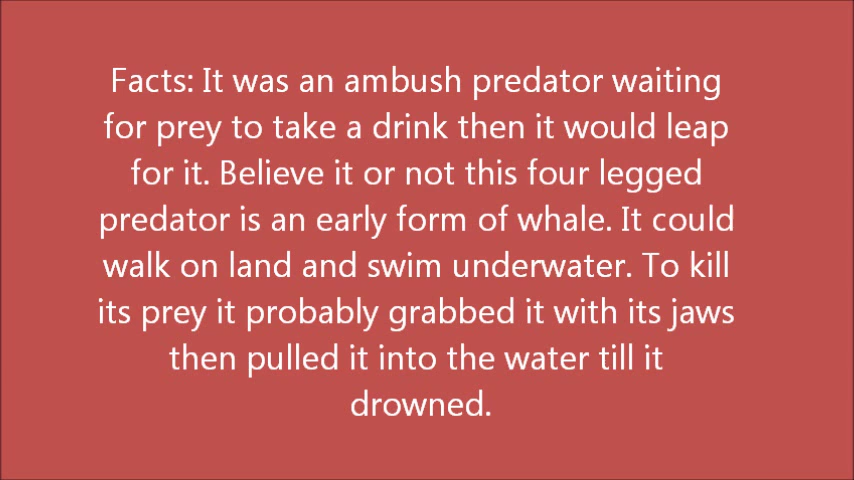 Facts: It was an ambush predator waiting
for prey to take a drink then it would leap
for it. Believe it or not this four legged
predator is an early form of whale. It could
walk on land and swim underwater. To kill
its prey it probably grabbed it with its jaws
then pulled it into the water till it
drowned.